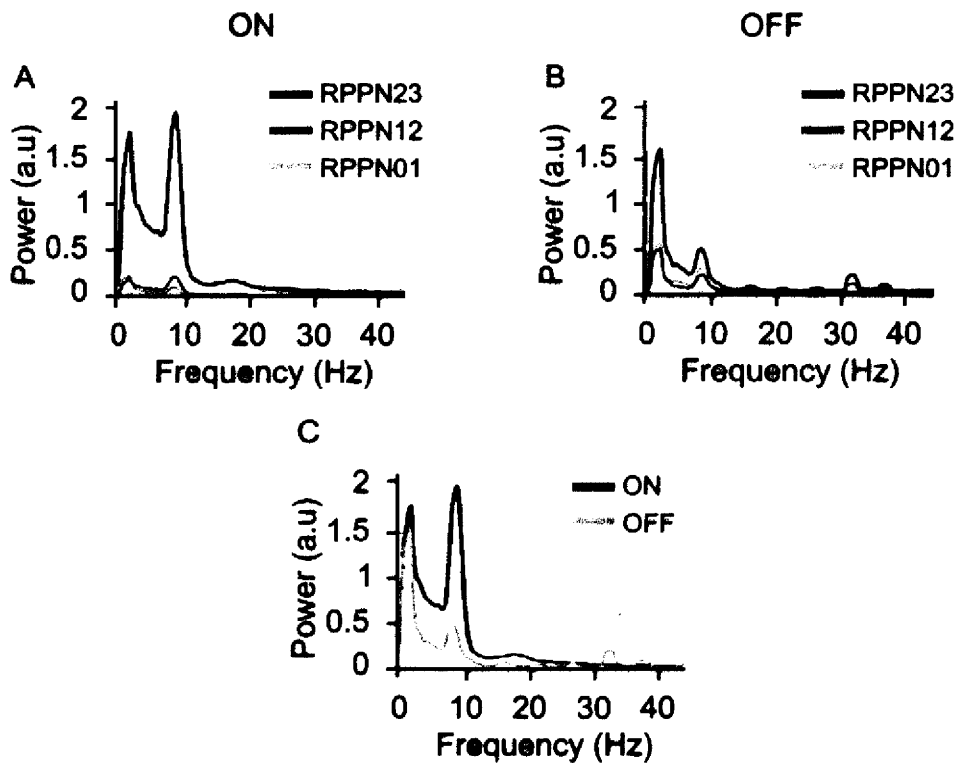 ON
OFF
A
RPPN23
RPPN12
RPPN01
2
1.5
1
0.5
0
Power (a.u)
0 10 20 30 40
Frequency (Hz)
B
RPPN23
RPPN12
RPPN01
2
1.5
1
0.5
0
Power (a.u)
0 10 20 30 40
Frequency (Hz)
C
ON
OFF
2
1.5
1
0.5
0
Power (a.u)
0 10 20 30 40
Frequency (Hz)